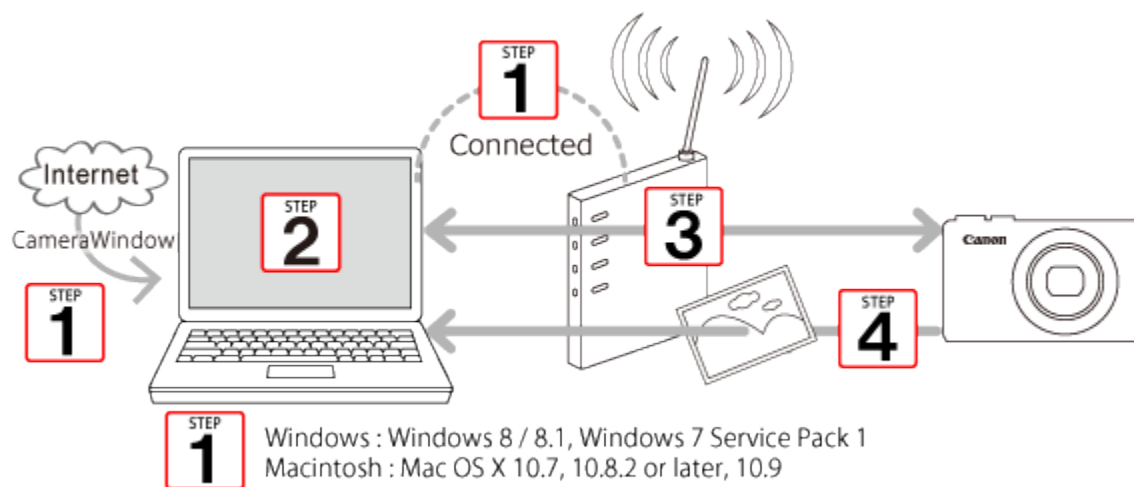 STEP
1
Connected
Internet
CameraWindow
STEP
1
STEP
2
STEP
3
Canon
STEP
4
STEP
1
Windows : Windows 8 / 8.1, Windows 7 Service Pack 1
Macintosh : Mac OS X 10.7, 10.8.2 or later, 10.9